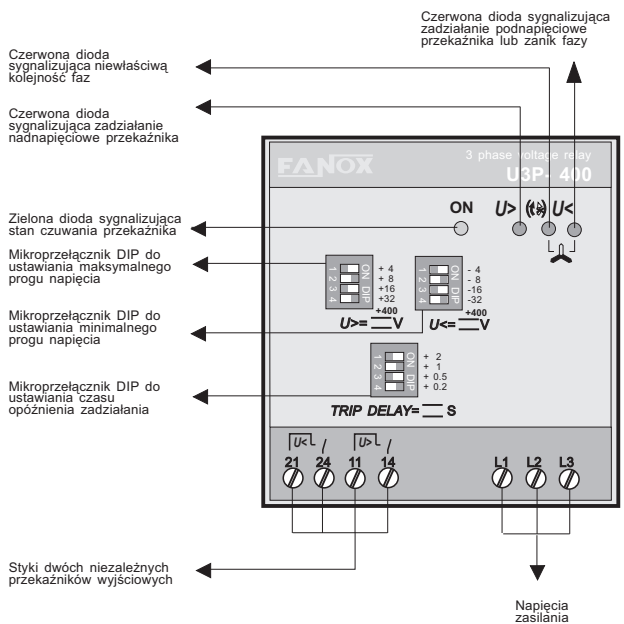 Czerwona dioda sygnalizująca
zadziałanie podnapięciowe
przekaźnika lub zanik fazy
Czerwona dioda
sygnalizująca niewłaściwą
kolejność faz
Czerwona dioda
sygnalizująca zadziałanie
nadnapięciowe przekaźnika
FANOX
3 phase voltage relay
U3P- 400
Zielona dioda sygnalizująca
stan czuwania przekaźnika
ON U> U<
Mikroprzełącznik DIP do
ustawiania maksymalnego
progu napięcia
1 2 3 4
ON DIP
+ 4
+ 8
+16
+32
+400
U>= V
1 2 3 4
ON DIP
- 4
- 8
-16
-32
+400
U<= V
Mikroprzełącznik DIP do
ustawiania minimalnego
progu napięcia
Mikroprzełącznik DIP do
ustawiania czasu
opóźnienia zadziałania
1 2 3 4
ON DIP
+ 2
+ 1
+ 0.5
+ 0.2
TRIP DELAY= S
U< U>
21 24 11 14 L1 L2 L3
Styki dwóch niezależnych
przekaźników wyjściowych
Napięcia
zasilania